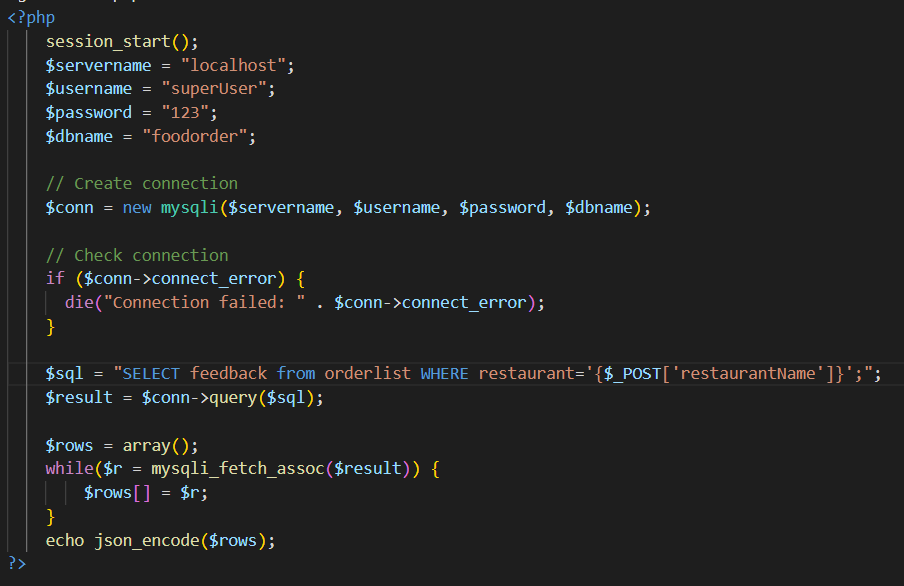 <?php
session_start();
$servername = "localhost";
$username = "superUser";
$password = "123";
$dbname = "foodorder";
// Create connection
$conn = new mysqli($servername, $username, $password, $dbname);
// Check connection
if ($conn->connect_error) {
die("Connection failed: " . $conn->connect_error);
}
$sql = "SELECT feedback from orderlist WHERE restaurant='{$_POST['restaurantName']}';";
$result = $conn->query($sql);
$rows = array();
while($r = mysqli_fetch_assoc($result)) {
$rows[] = $r;
}
echo json_encode($rows);
?>